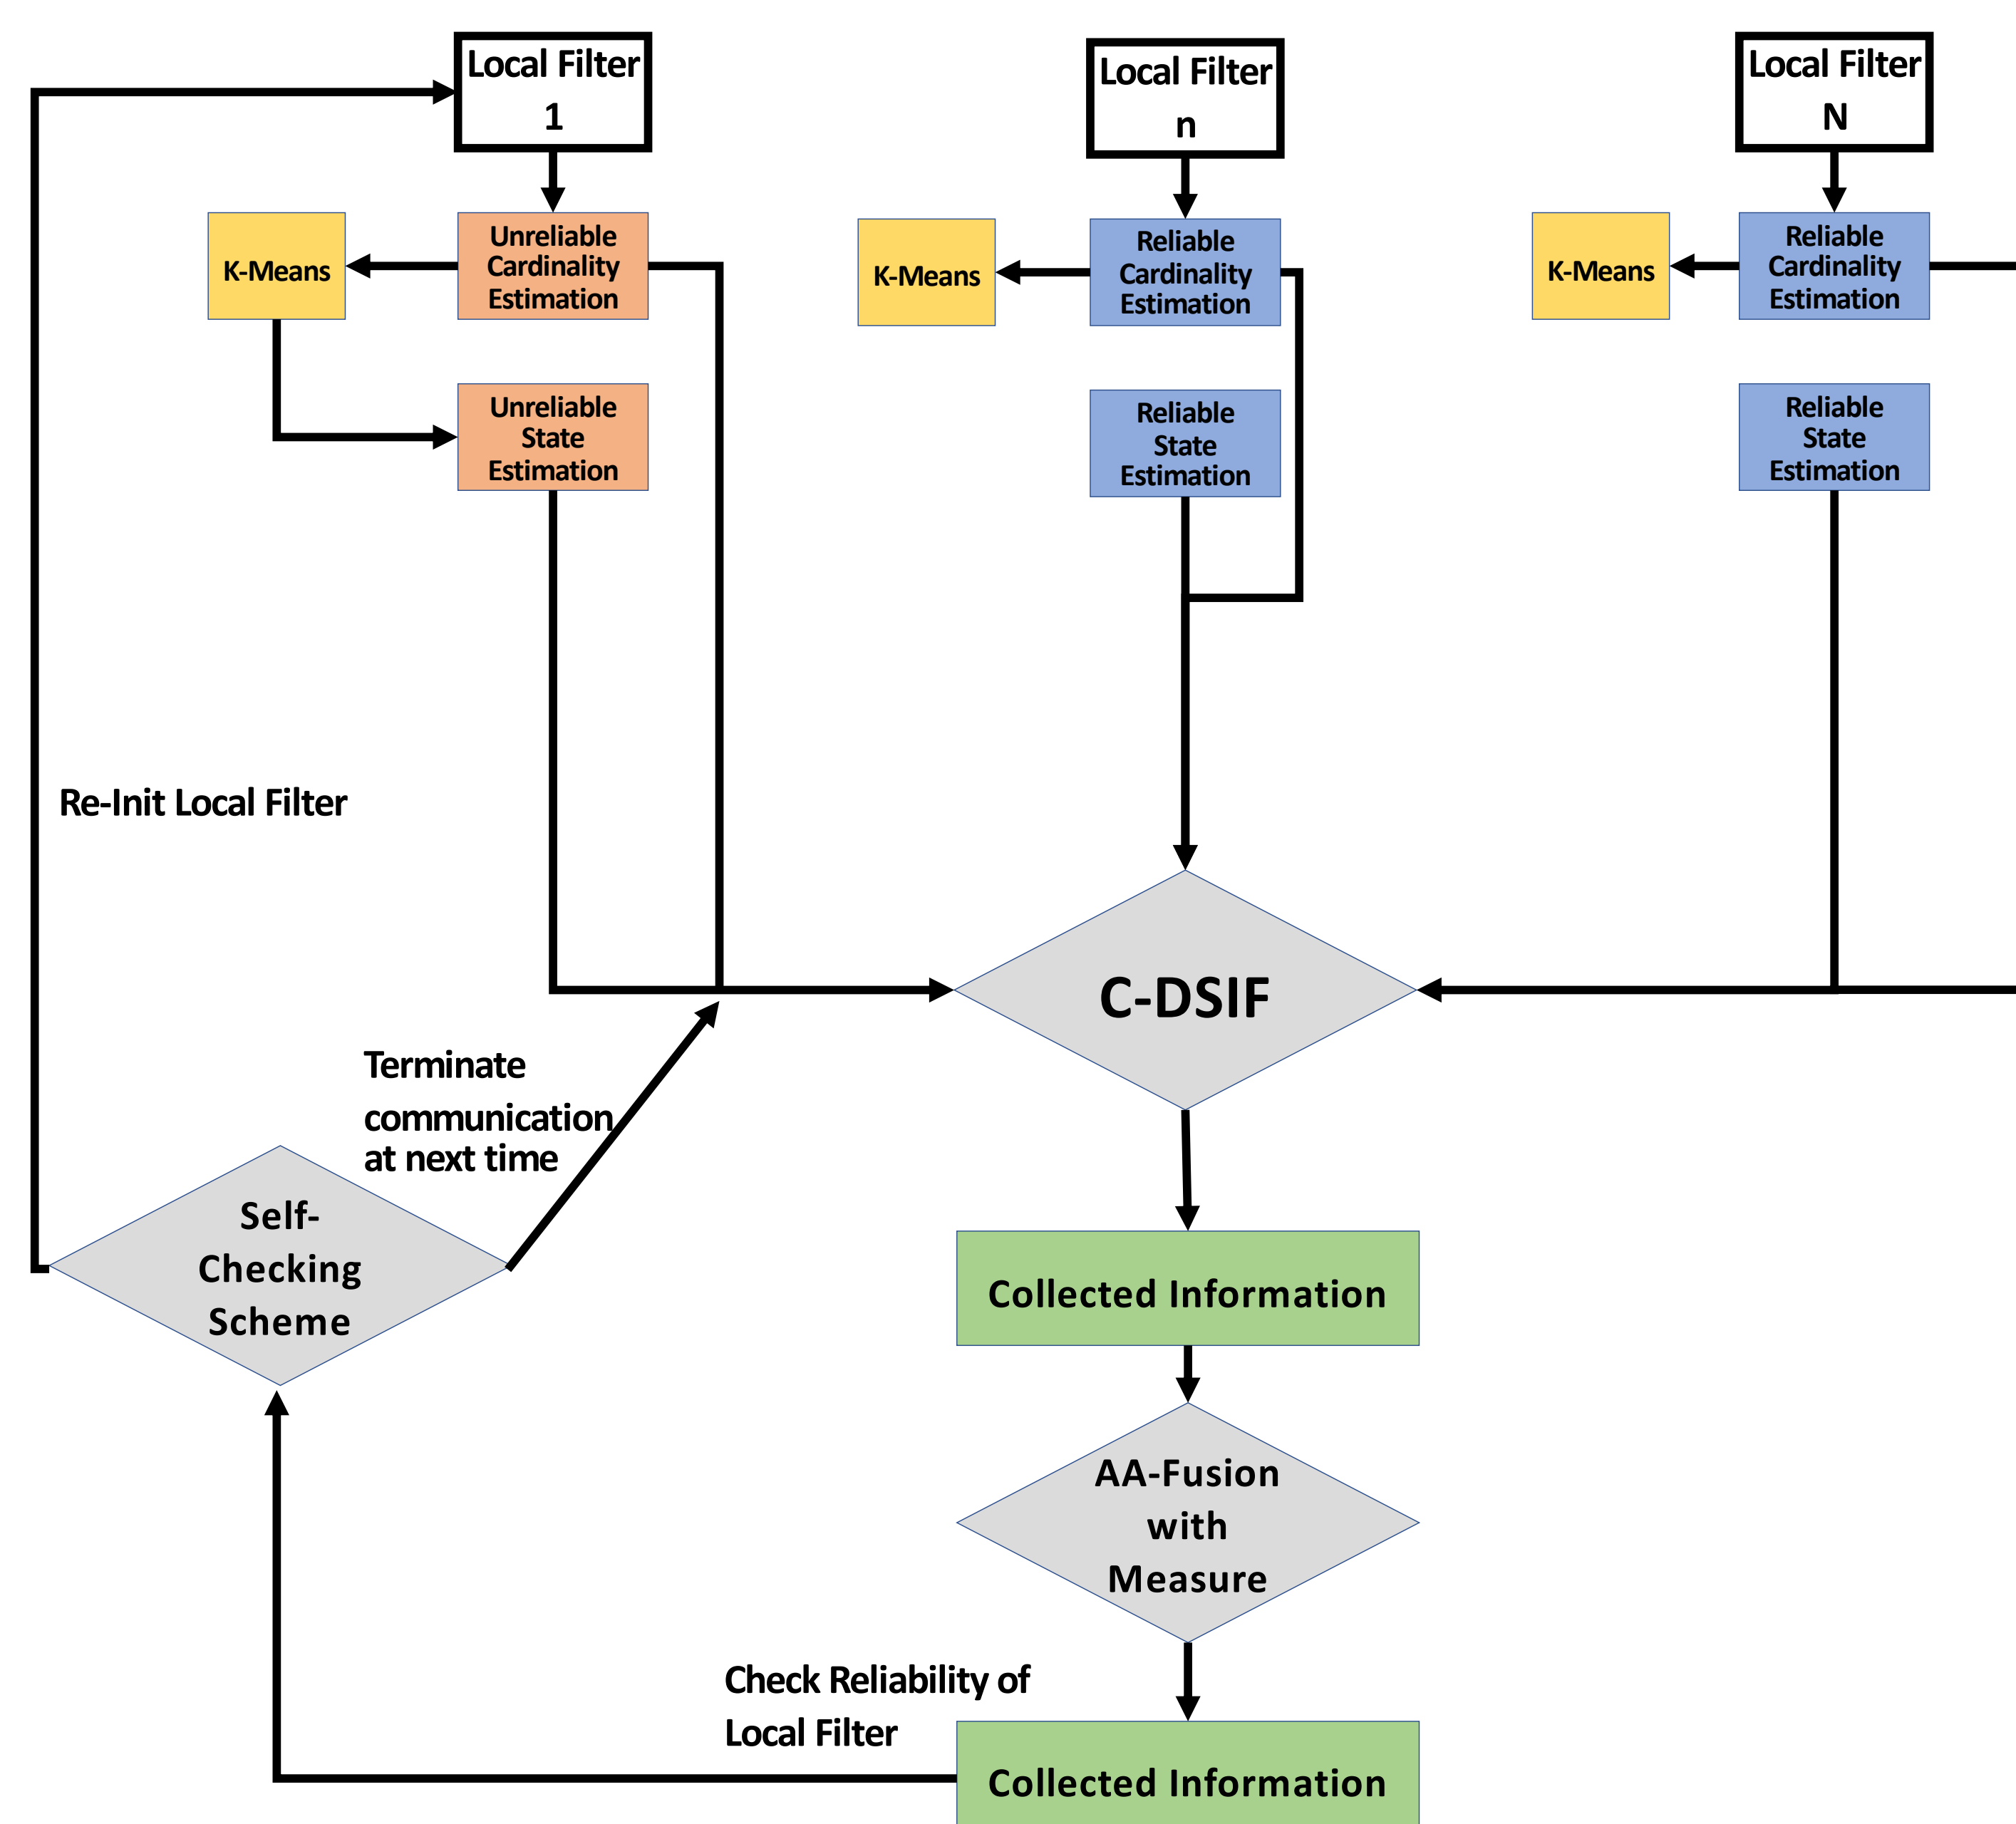 Local Filter
1
Local Filter
n
Local Filter
N
K-Means
Unreliable
Cardinality
Estimation
K-Means
Reliable
Cardinality
Estimation
K-Means
Reliable
Cardinality
Estimation
Unreliable
State
Estimation
Reliable
State
Estimation
Reliable
State
Estimation
Re-Init Local Filter
C-DSIF
Terminate
communication
at next time
Self-
Checking
Scheme
Collected Information
AA-Fusion
with
Measure
Check Reliability of
Local Filter
Collected Information